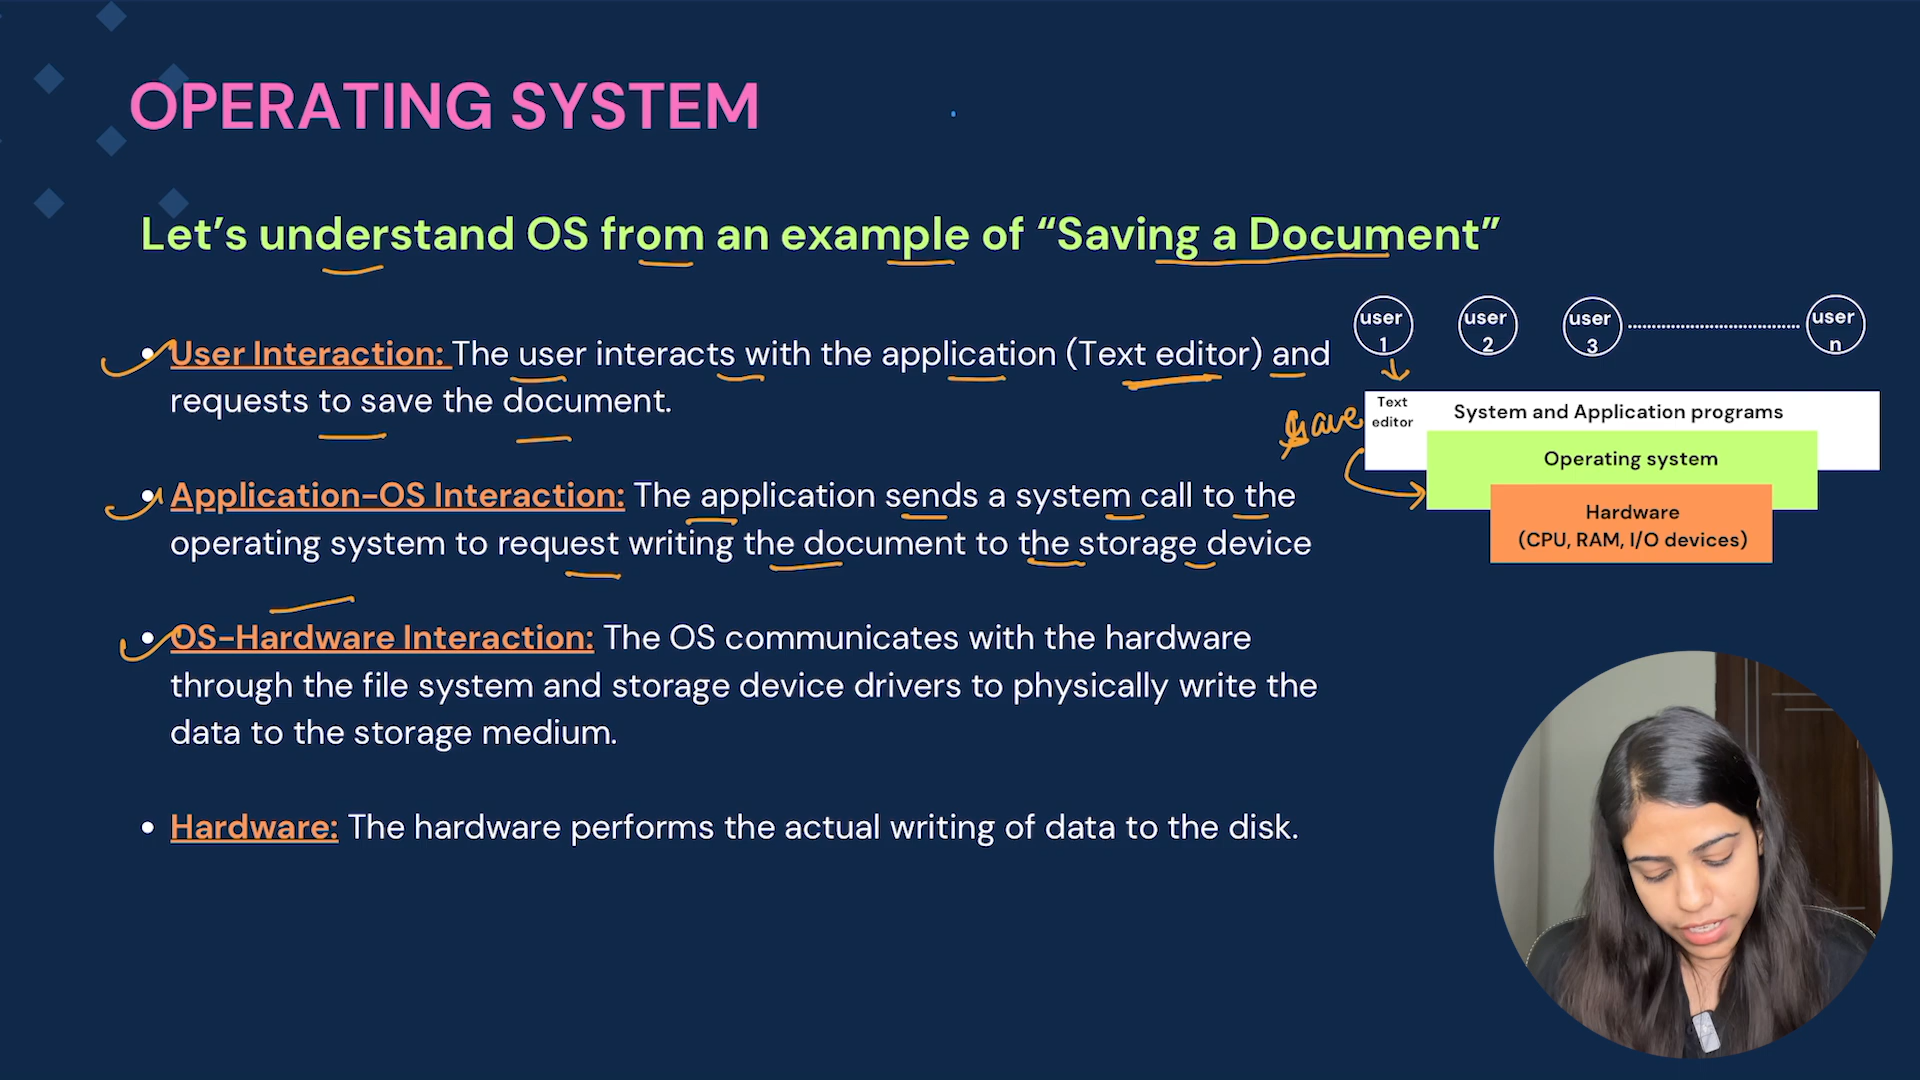 OPERATING SYSTEM
Let’s understand OS from an example of “Saving a Document”
• User Interaction: The user interacts with the application (Text editor) and
requests to save the document.
• Application-OS Interaction: The application sends a system call to the
operating system to request writing the document to the storage device
• OS-Hardware Interaction: The OS communicates with the hardware
through the file system and storage device drivers to physically write the
data to the storage medium.
• Hardware: The hardware performs the actual writing of data to the disk.
user
1
user
2
user
3
user
n
save
Text
editor
System and Application programs
Operating system
Hardware
(CPU, RAM, I/O devices)